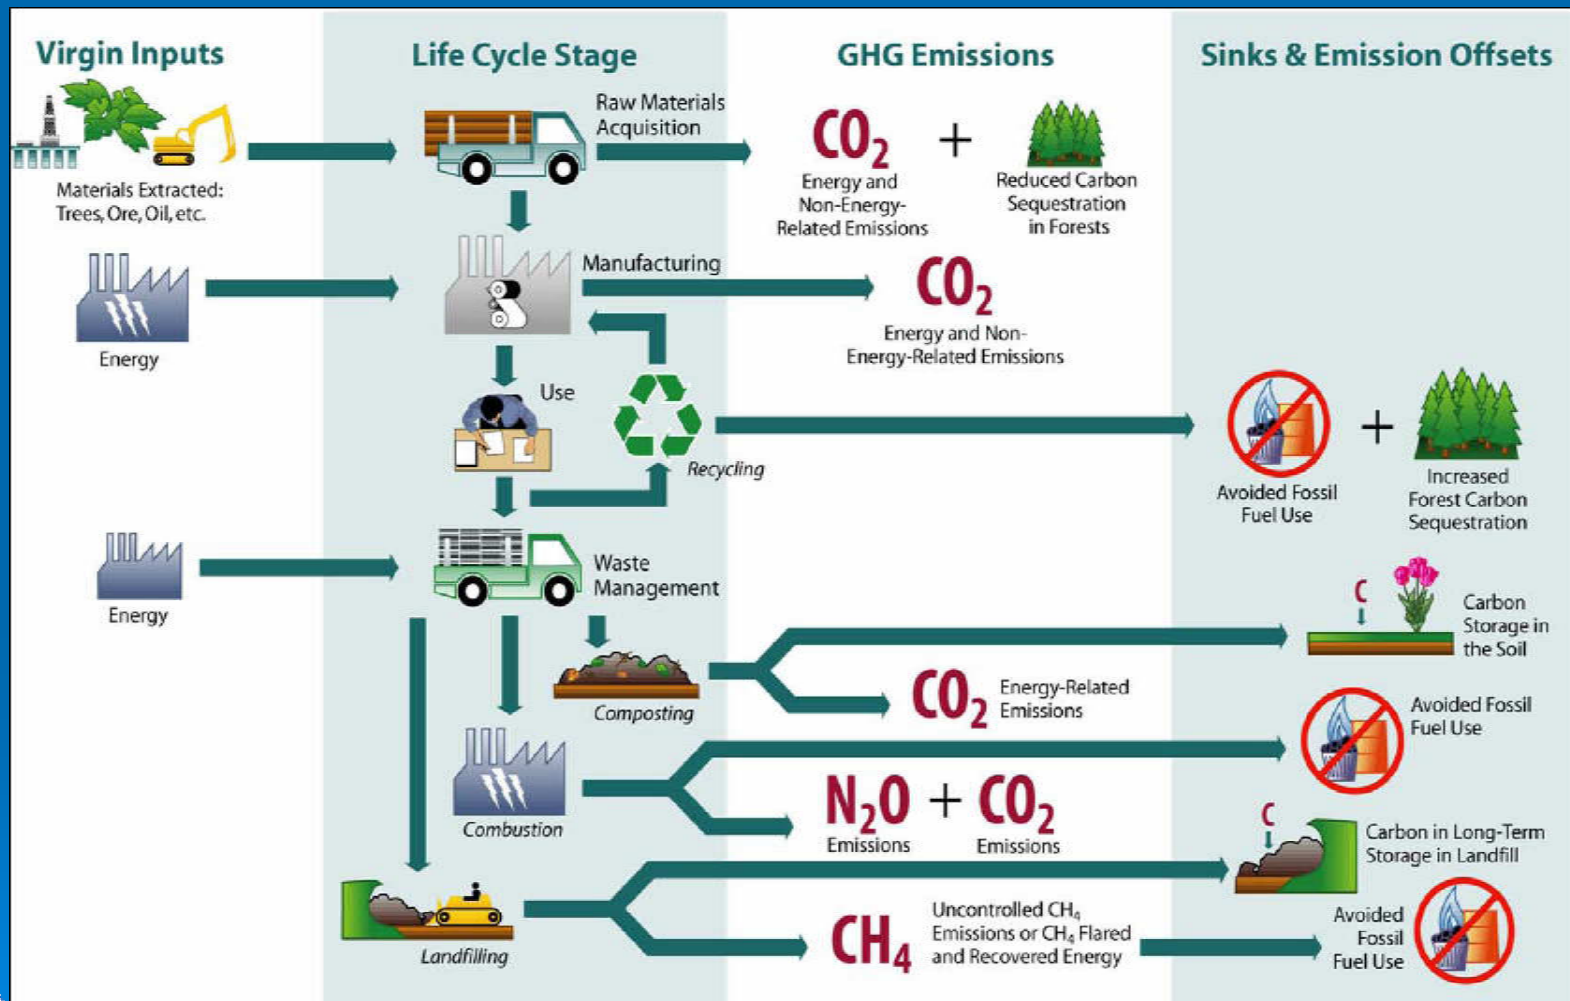 Virgin Inputs
Life Cycle Stage
GHG Emissions
Sinks & Emission Offsets
Materials Extracted:
Trees, Ore, Oil, etc.
Raw Materials
Acquisition
CO₂
Energy and
Non-Energy-
Related Emissions
+
Reduced Carbon
Sequestration
in Forests
Energy
Manufacturing
CO₂
Energy and Non-
Energy-Related Emissions
Use
Recycling
Avoided Fossil
Fuel Use
+
Increased
Forest Carbon
Sequestration
Energy
Waste
Management
C
Carbon
Storage in
the Soil
Composting
CO₂
Energy-Related
Emissions
Avoided Fossil
Fuel Use
Combustion
N₂O
Emissions
+
CO₂
Emissions
C
Carbon in Long-Term
Storage in Landfill
Landfilling
CH₄
Uncontrolled CH₄
Emissions or CH₄ Flared
and Recovered Energy
Avoided
Fossil
Fuel Use